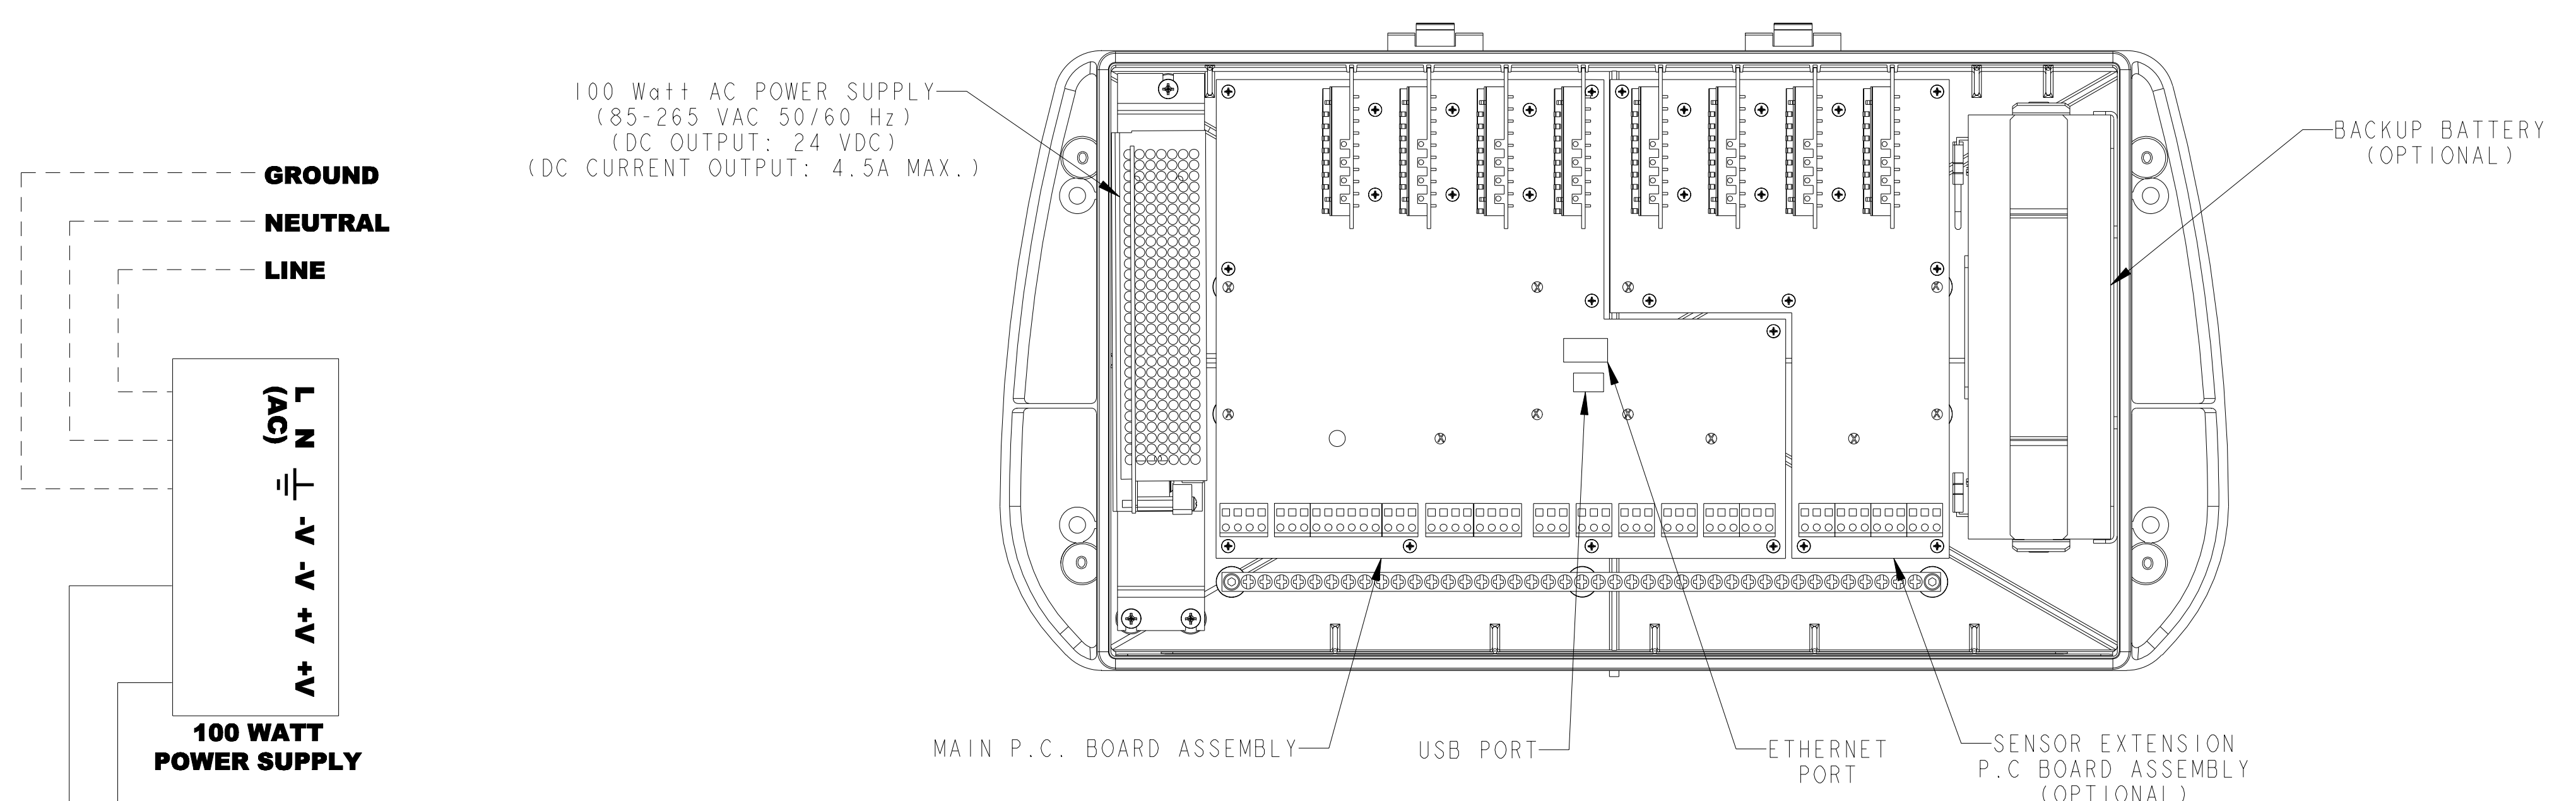 100 Watt AC POWER SUPPLY
(85-265 VAC 50/60 Hz)
(DC OUTPUT: 24 VDC)
(DC CURRENT OUTPUT: 4.5A MAX.)
BACKUP BATTERY
(OPTIONAL)
GROUND
NEUTRAL
LINE
L
(AC)
N
-V
-V
+V
+V
100 WATT
POWER SUPPLY
MAIN P.C. BOARD ASSEMBLY
USB PORT
ETHERNET
PORT
SENSOR EXTENSION
P.C BOARD ASSEMBLY
(OPTIONAL)